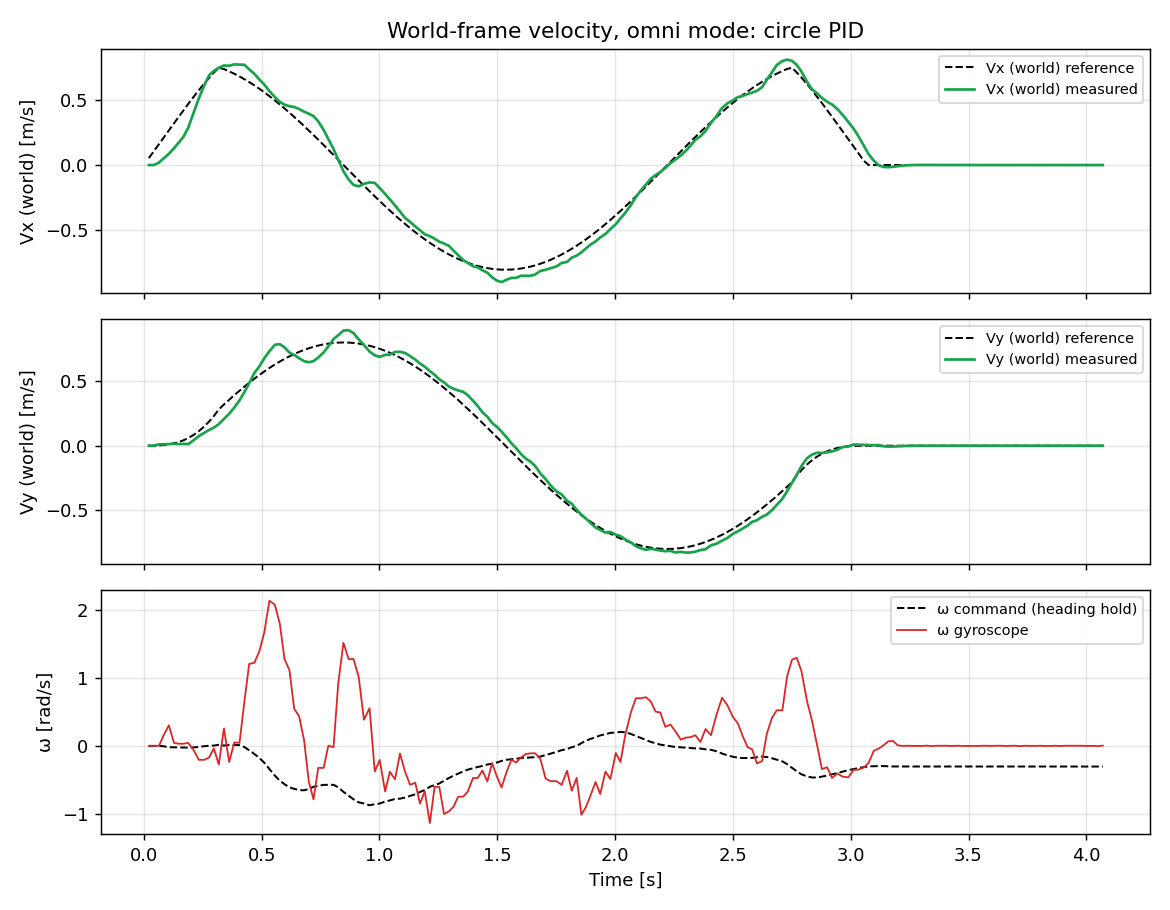 World-frame velocity, omni mode: circle PID
Vx (world) [m/s]
0.5
0.0
−0.5
Vx (world) reference
Vx (world) measured
Vy (world) [m/s]
0.5
0.0
−0.5
Vy (world) reference
Vy (world) measured
ω [rad/s]
2
1
0
−1
ω command (heading hold)
ω gyroscope
0.0 0.5 1.0 1.5 2.0 2.5 3.0 3.5 4.0
Time [s]